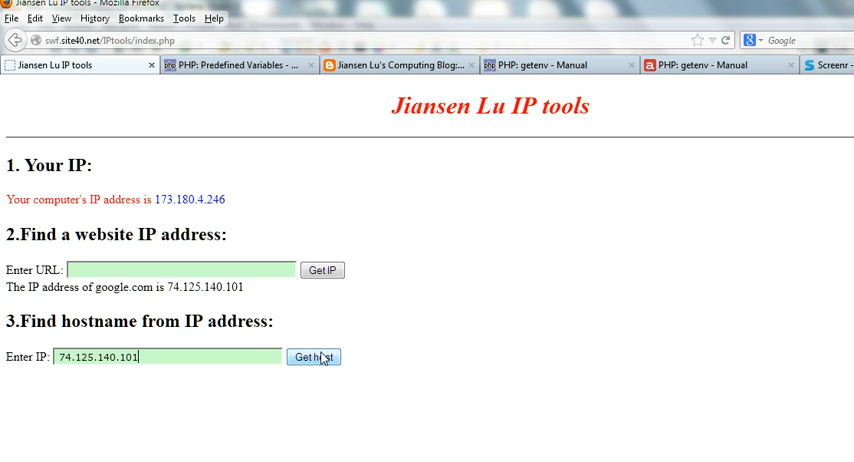 Jiansen Lu IP tools - Mozilla Firefox
File Edit View History Bookmarks Tools Help
swf.site40.net/IPtools/index.php
Google
Jiansen Lu IP tools
PHP: Predefined Variables - ...
Jiansen Lu's Computing Blog:...
PHP: getenv - Manual
PHP: getenv - Manual
Screenr -
Jiansen Lu IP tools
1. Your IP:
Your computer's IP address is 173.180.4.246
2.Find a website IP address:
Enter URL: Get IP
The IP address of google.com is 74.125.140.101
3.Find hostname from IP address:
Enter IP: 74.125.140.101 Get host